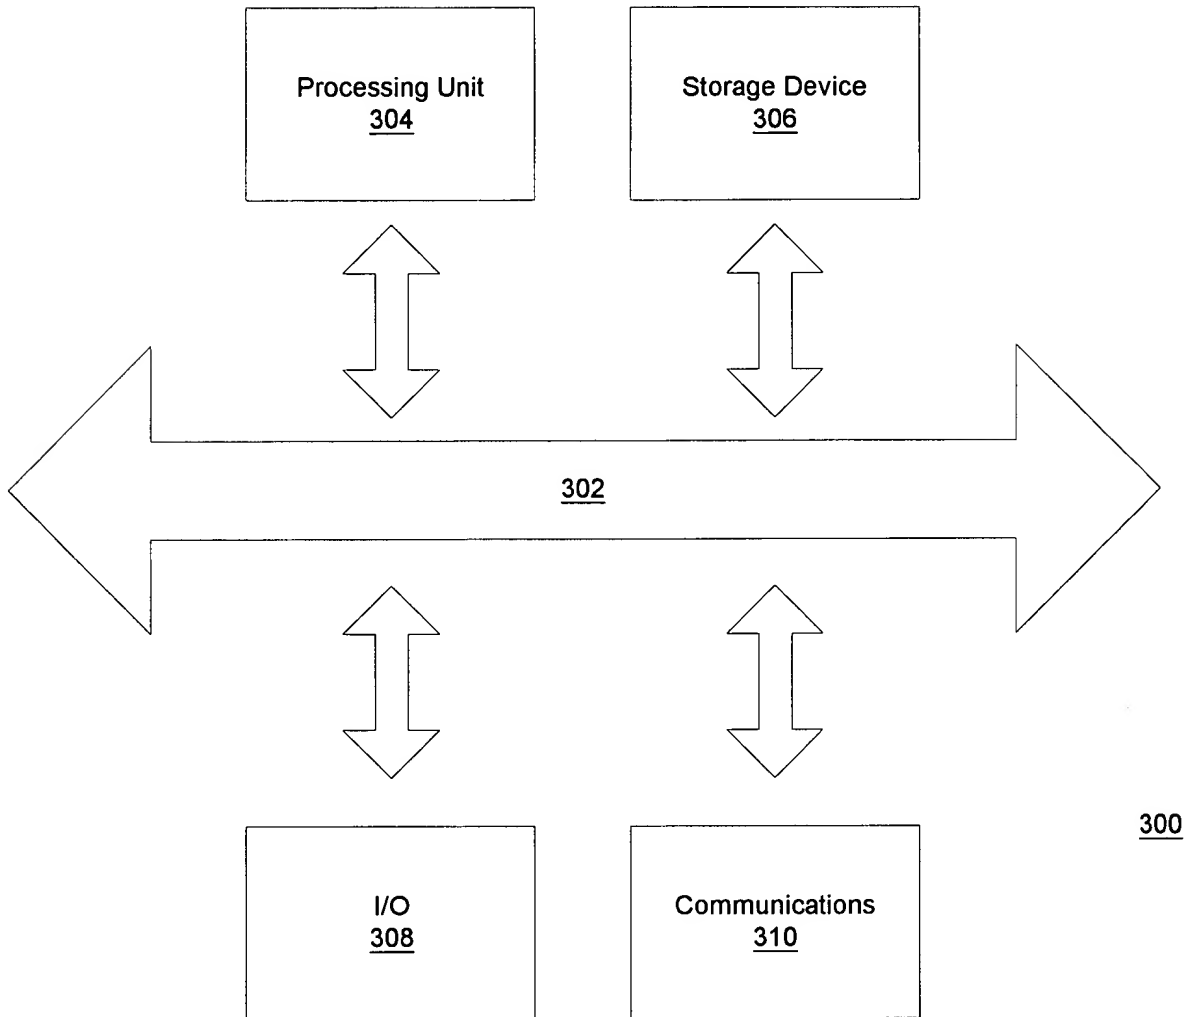 Processing Unit
304
Storage Device
306
302
300
I/O
308
Communications
310